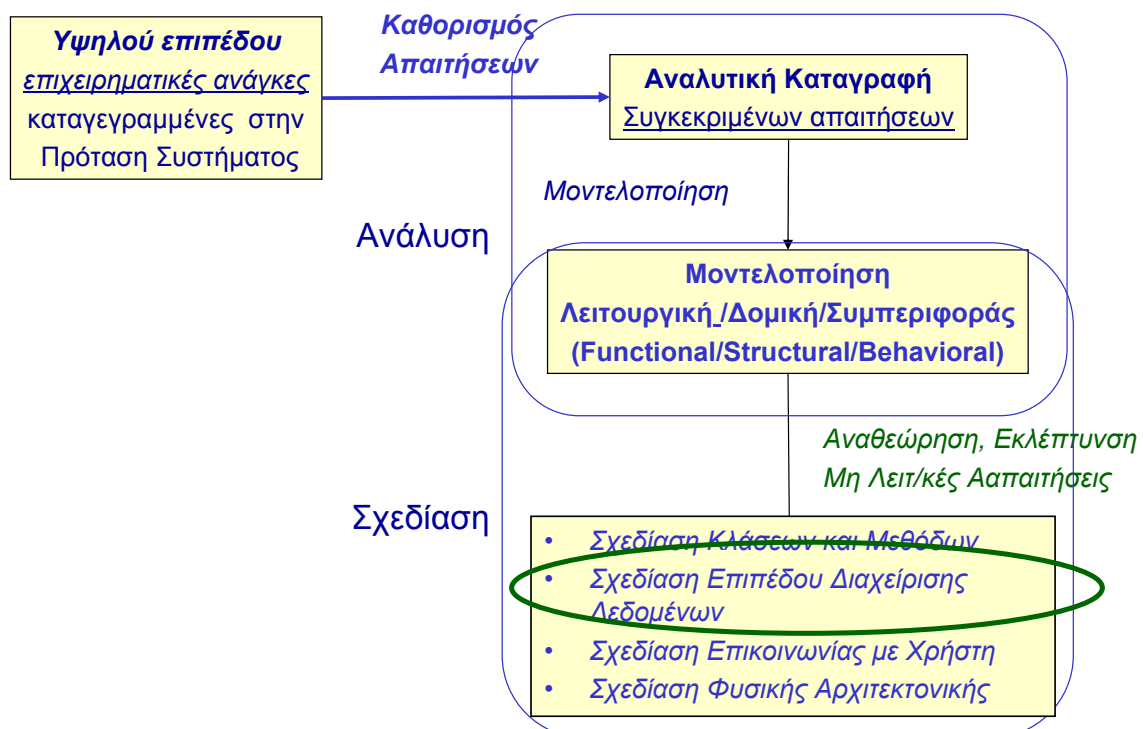 Υψηλού επιπέδου
επιχειρηματικές ανάγκες
καταγεγραμμένες στην
Πρόταση Συστήματος
Καθορισμός
Απαιτήσεων
Αναλυτική Καταγραφή
Συγκεκριμένων απαιτήσεων
Μοντελοποίηση
Ανάλυση
Μοντελοποίηση
Λειτουργική /Δομική/Συμπεριφοράς
(Functional/Structural/Behavioral)
Αναθεώρηση, Εκλέπτυνση
Μη Λειτ/κές Ααπαιτήσεις
Σχεδίαση
• Σχεδίαση Κλάσεων και Μεθόδων
• Σχεδίαση Επιπέδου Διαχείρισης
Δεδομένων
• Σχεδίαση Επικοινωνίας με Χρήστη
• Σχεδίαση Φυσικής Αρχιτεκτονικής